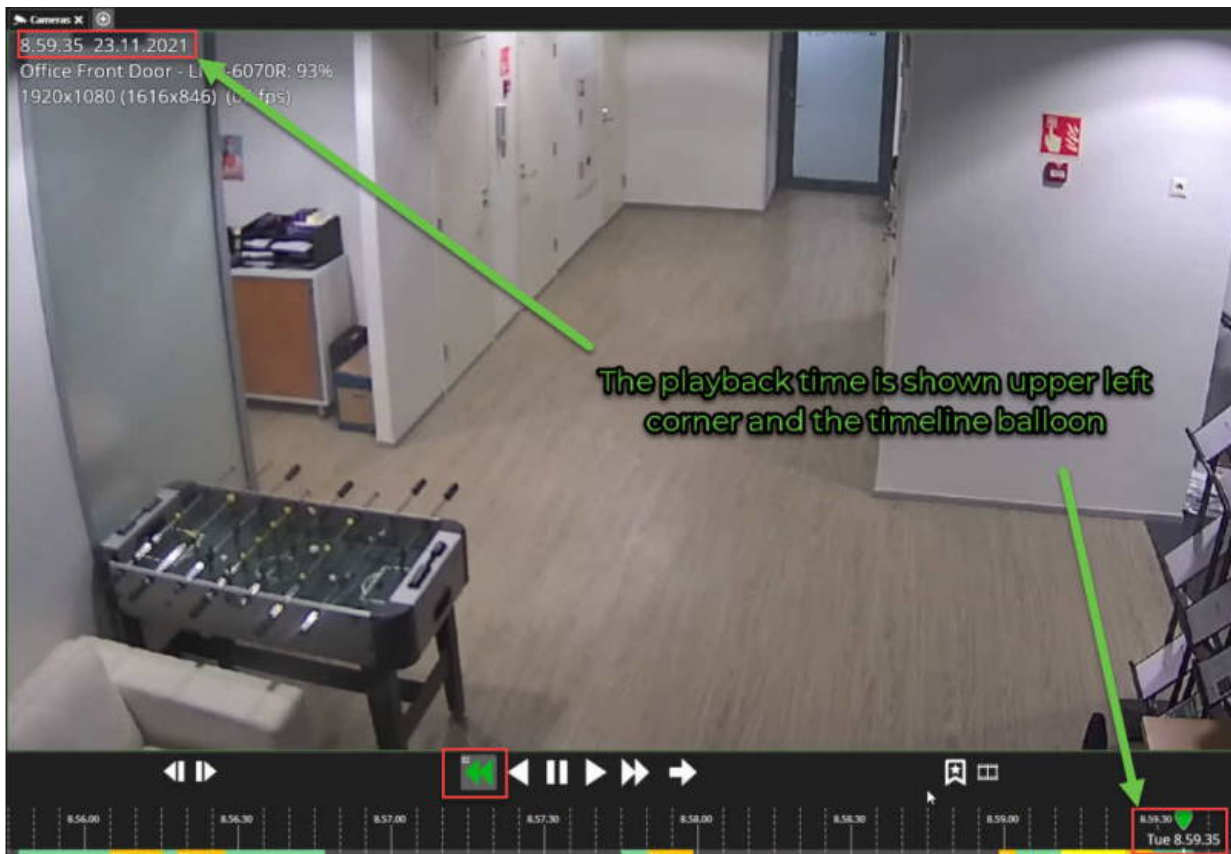 Cameras X
8.59.35 23.11.2021
Office Front Door - 6070R: 93%
1920x1080 (1616x846) fps)
The playback time is shown upper left
corner and the timeline balloon
8.56.00 8.56.30 8.57.00 8.57.30 8.58.00 8.58.30 8.59.00 8.59.30
Tue 8.59.35